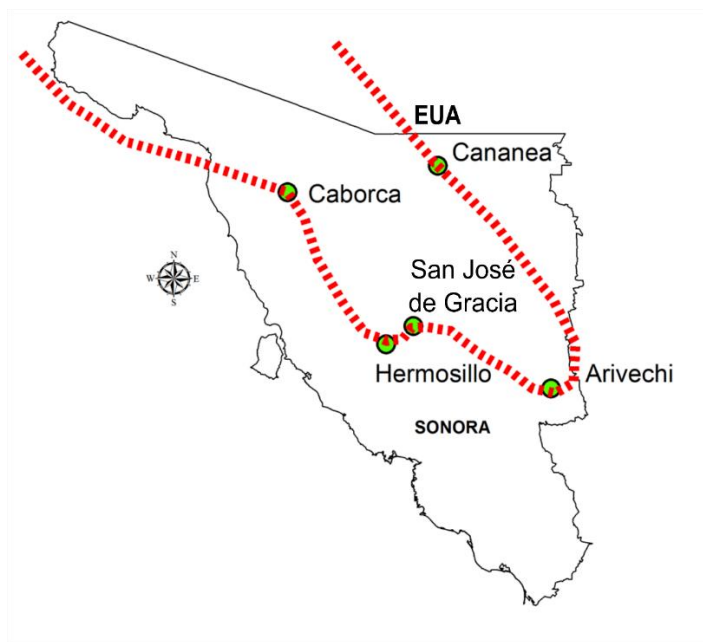 EUA
Cananea
Caborca
San José
de Gracia
N
W E
S
Hermosillo
Arivechi
SONORA